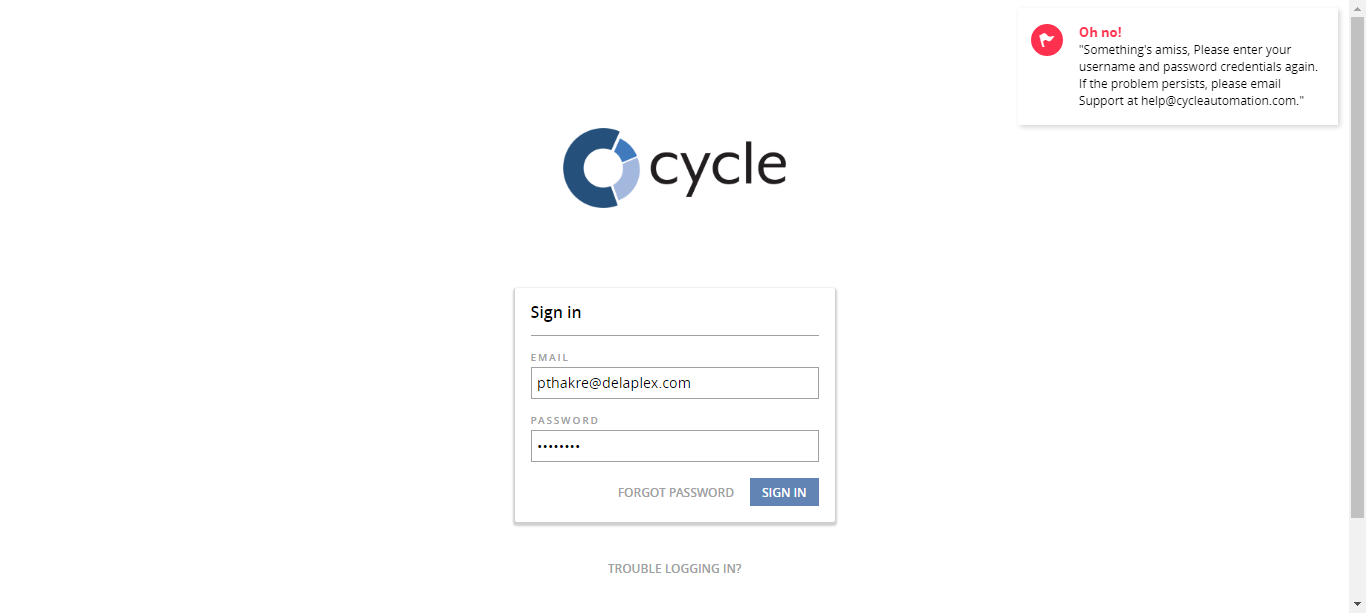 Oh no!
"Something's amiss, Please enter your
username and password credentials again.
If the problem persists, please email
Support at help@cycleautomation.com."
cycle
Sign in
EMAIL
pthakre@delaplex.com
PASSWORD
••••••••
FORGOT PASSWORD SIGN IN
TROUBLE LOGGING IN?